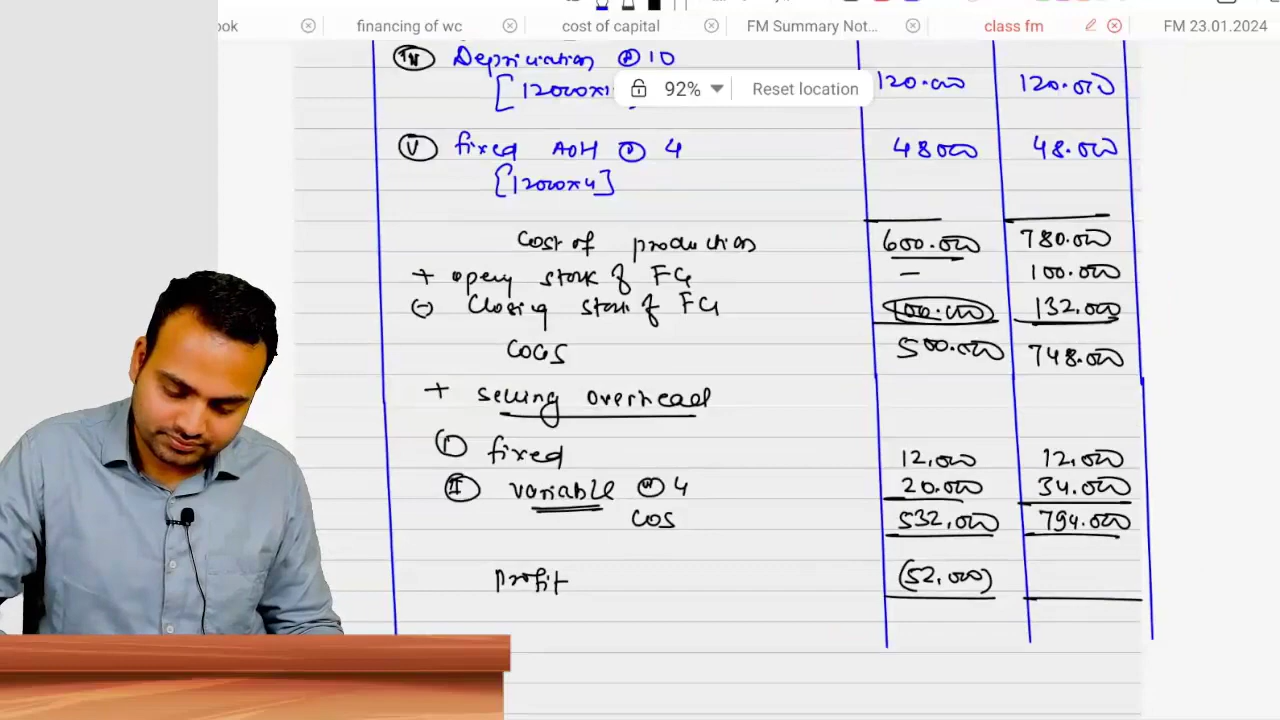 ook financing of wc cost of capital FM Summary Not... class fm FM 23.01.2024
92% Reset location
IV Depriciation @ 10 120.000 120.000
[12000x1
V fixed AOH @ 4 48000 48.000
[12000x4]
Cost of production 600.000 780.000
+ openy stork of FG – 100.000
(-) Closing stork of FG 100.000 132.000
COGS 500.000 748.000
+ selling overhead
I fixed 12,000 12,000
II variable @ 4 20.000 34.000
COS 532,000 794.000
profit (52,000)